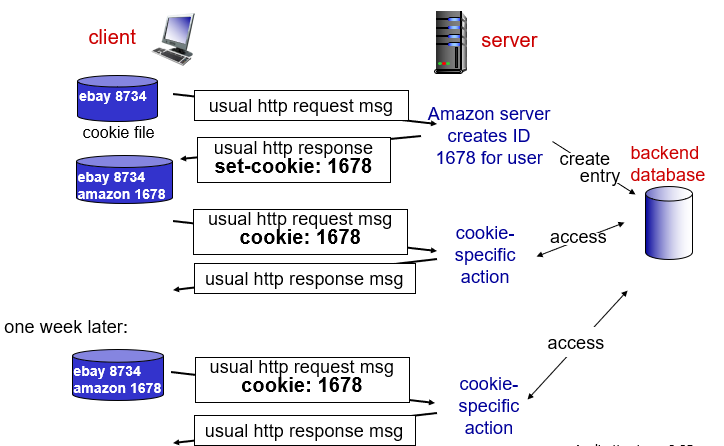 client
server
ebay 8734
cookie file
usual http request msg
Amazon server
creates ID
1678 for user
usual http response
set-cookie: 1678
create
entry
backend
database
ebay 8734
amazon 1678
usual http request msg
cookie: 1678
cookie-
specific
action
access
usual http response msg
one week later:
access
ebay 8734
amazon 1678
usual http request msg
cookie: 1678
cookie-
specific
action
usual http response msg